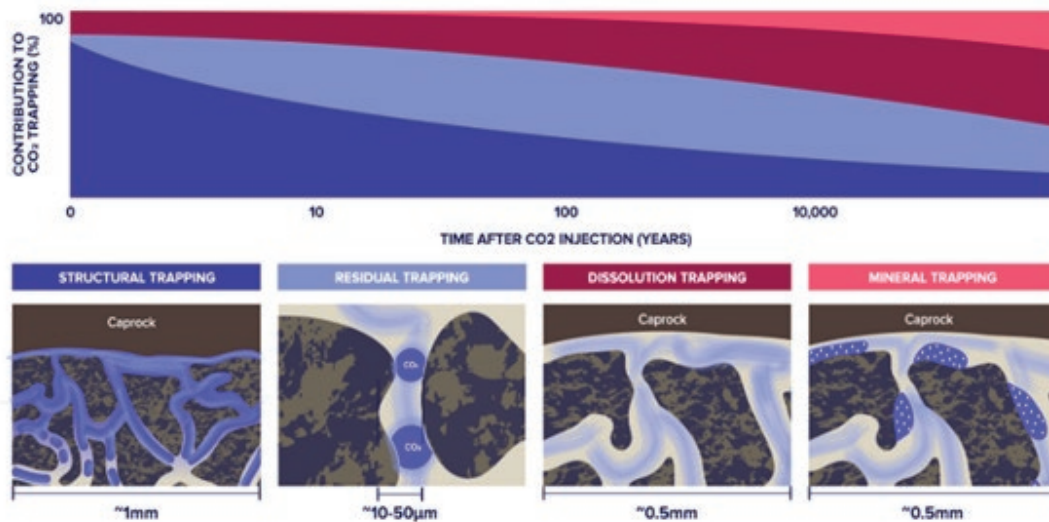 100
CONTRIBUTION TO
CO₂ TRAPPING (%)
0 10 100 10,000
TIME AFTER CO2 INJECTION (YEARS)
STRUCTURAL TRAPPING RESIDUAL TRAPPING DISSOLUTION TRAPPING MINERAL TRAPPING
Caprock Caprock Caprock
CO₂
CO₂
~1mm ~10-50μm ~0.5mm ~0.5mm